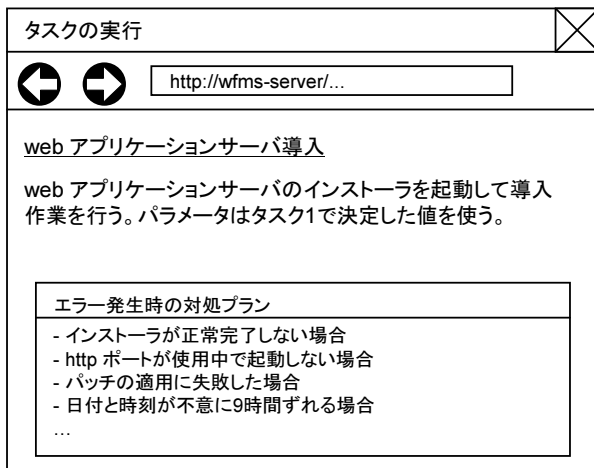 タスクの実行
http://wfms-server/...
web アプリケーションサーバ導入
web アプリケーションサーバのインストーラを起動して導入
作業を行う。パラメータはタスク1で決定した値を使う。
エラー発生時の対処プラン
- インストーラが正常完了しない場合
- http ポートが使用中で起動しない場合
- パッチの適用に失敗した場合
- 日付と時刻が不意に9時間ずれる場合
…